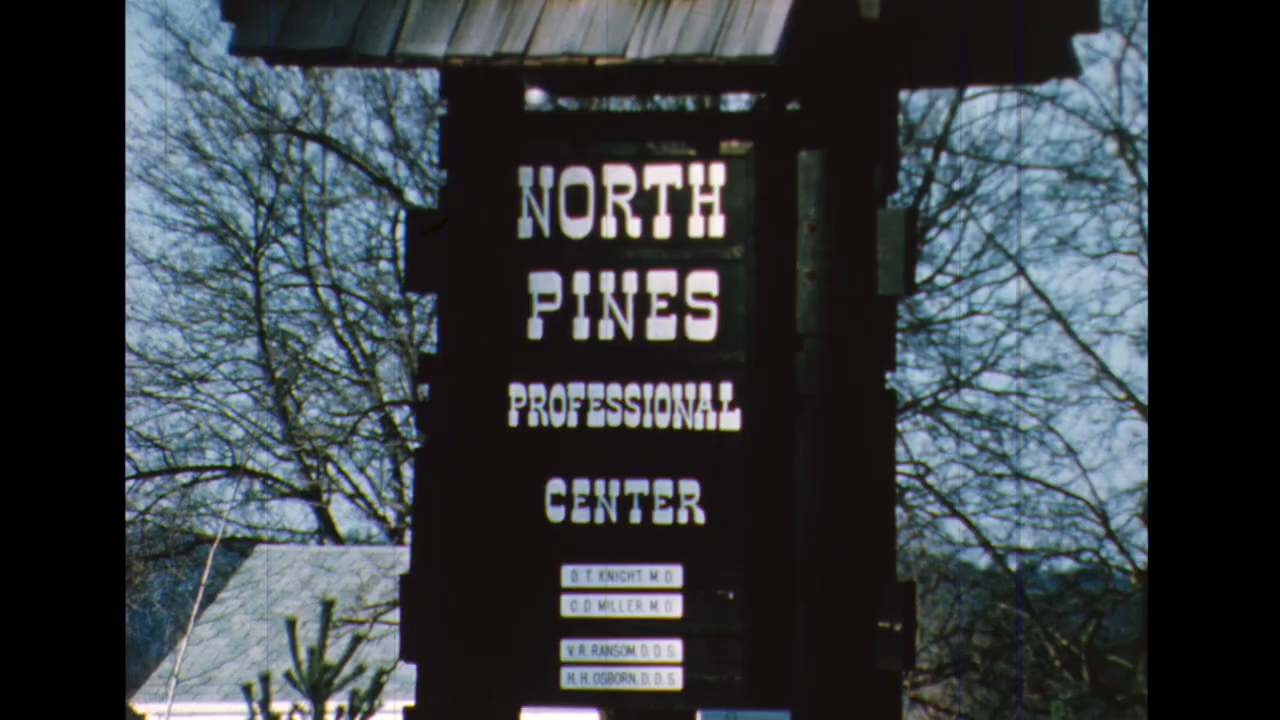 NORTH
PINES
PROFESSIONAL
CENTER
D. T. KNIGHT. M. D.
C. D. MILLER. M. D.
V. R. RANSOM, D. D. S.
H. H. OSBORN, D. D. S.